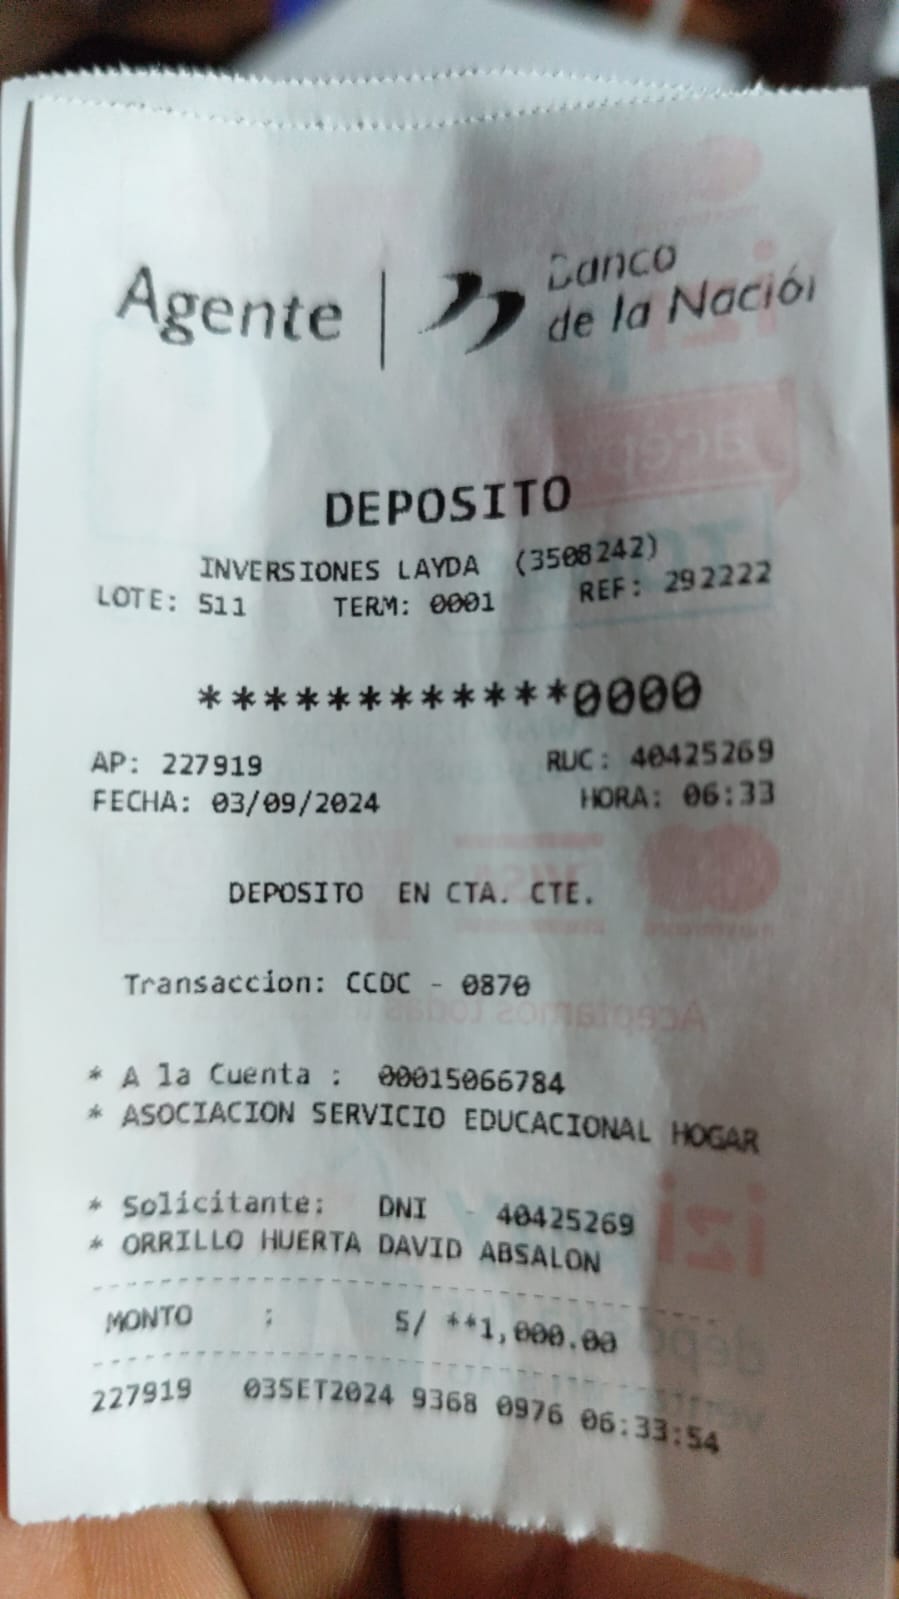 Agente | Banco
de la Nación
DEPOSITO
INVERSIONES LAYDA (3508242)
LOTE: 511 TERM: 0001 REF: 292222
************0000
AP: 227919 RUC: 40425269
FECHA: 03/09/2024 HORA: 06:33
DEPOSITO EN CTA. CTE.
Transaccion: CCDC - 0870
* A la Cuenta : 00015066784
* ASOCIACION SERVICIO EDUCACIONAL HOGAR
* Solicitante: DNI - 40425269
* ORRILLO HUERTA DAVID ABSALON
MONTO : S/ **1,000.00
227919 03SET2024 9368 0976 06:33:54